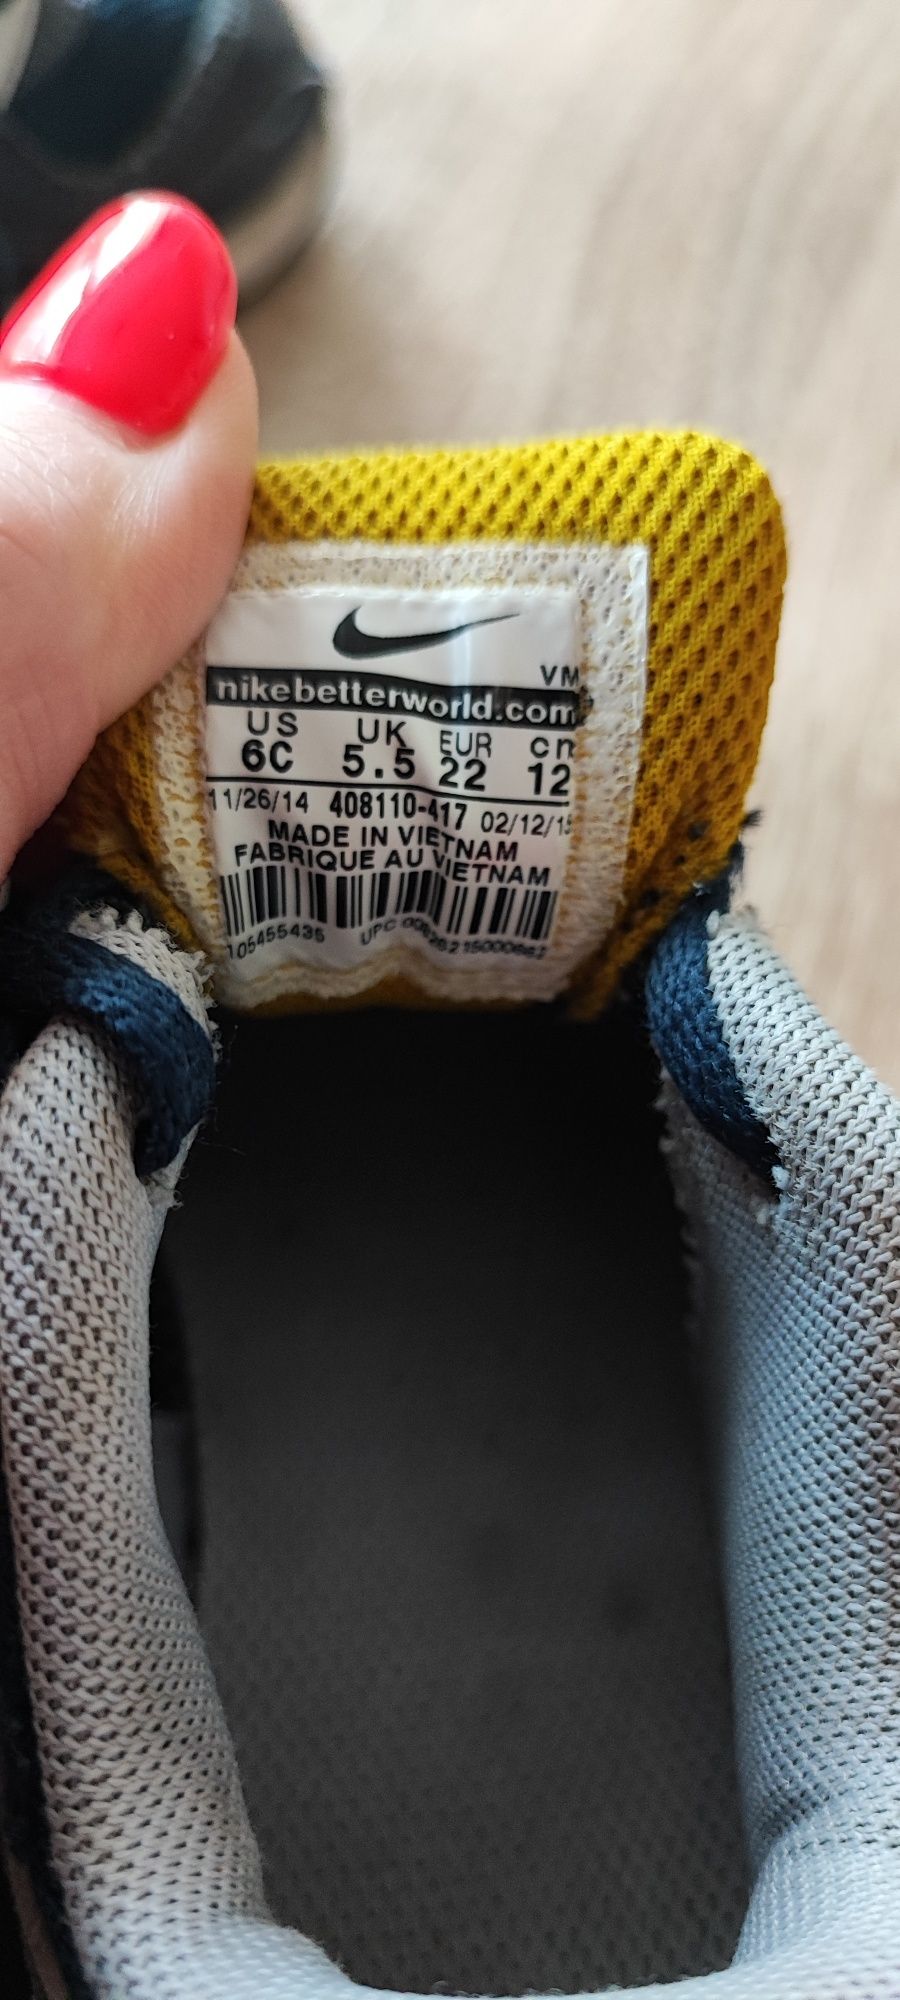 VM
nikebetterworld.com
US UK EUR cm
6C 5.5 22 12
11/26/14 408110-417 02/12/15
MADE IN VIETNAM
FABRIQUE AU VIETNAM
105455435 UPC